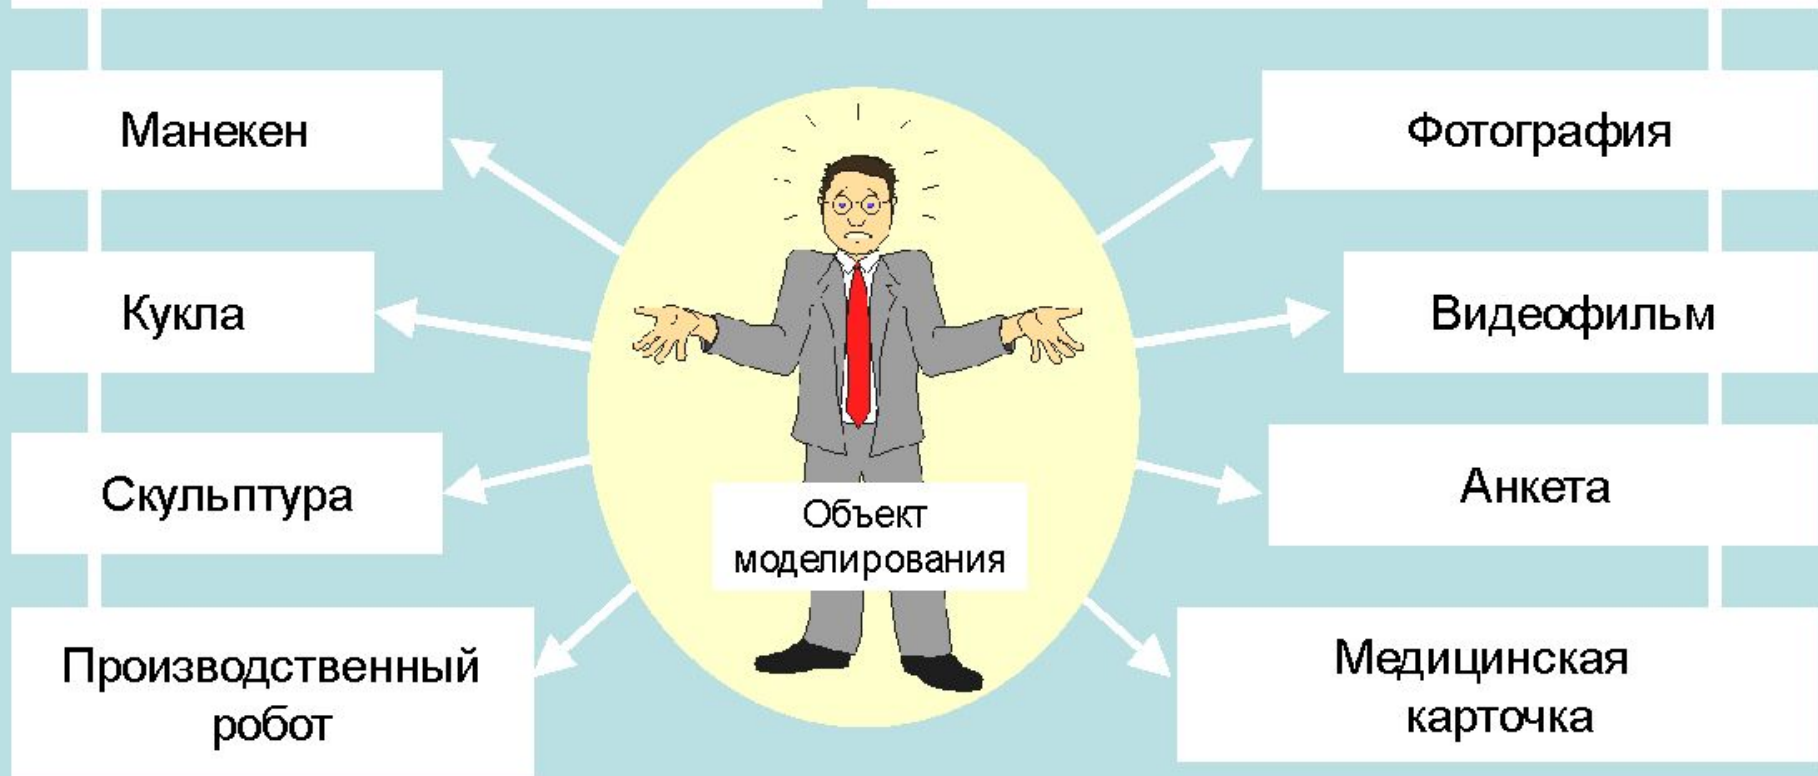 Манекен
Фотография
Кукла
Видеофильм
Скульптура
Анкета
Объект
моделирования
Производственный
робот
Медицинская
карточка